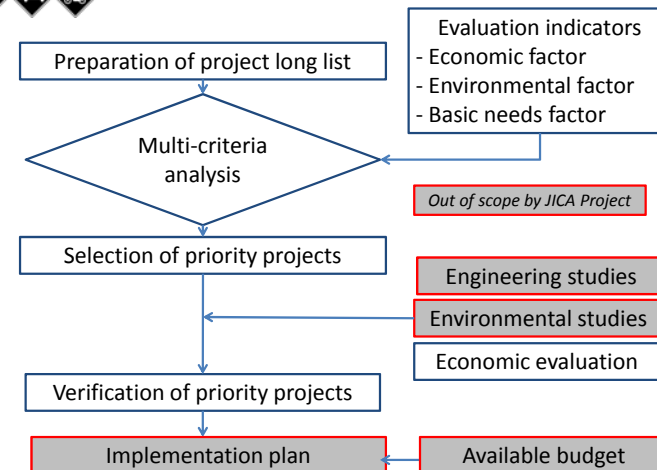 Evaluation indicators
- Economic factor
- Environmental factor
- Basic needs factor
Preparation of project long list
Multi-criteria
analysis
Out of scope by JICA Project
Selection of priority projects
Engineering studies
Environmental studies
Economic evaluation
Verification of priority projects
Implementation plan
Available budget